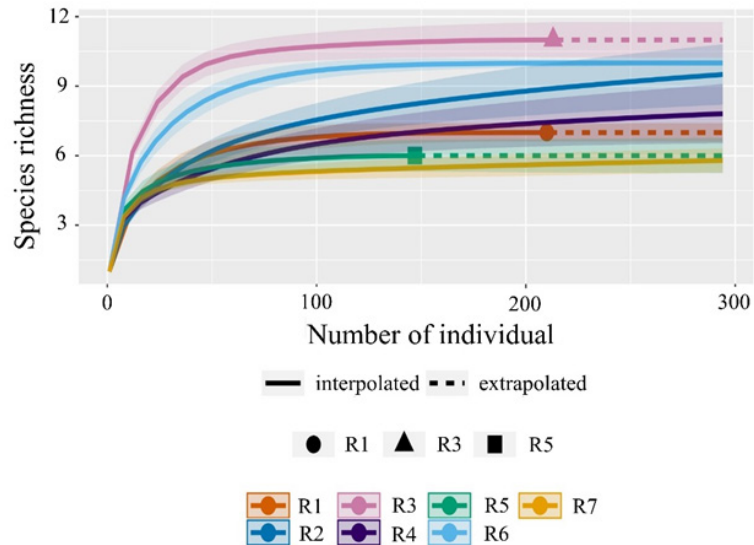 12
9
6
3
Species richness
0 100 200 300
Number of individual
interpolated extrapolated
R1 R3 R5
R1 R3 R5 R7
R2 R4 R6